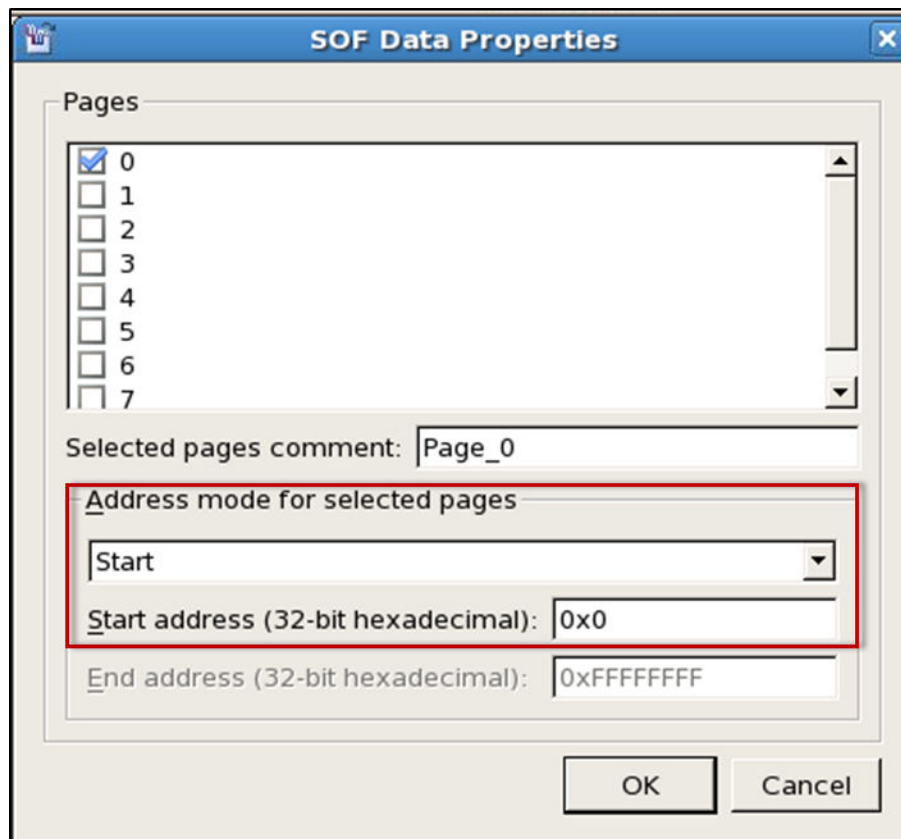 SOF Data Properties
Pages
0
1
2
3
4
5
6
7
Selected pages comment: Page_0
Address mode for selected pages
Start
Start address (32-bit hexadecimal): 0x0
End address (32-bit hexadecimal): 0xFFFFFFFF
OK Cancel